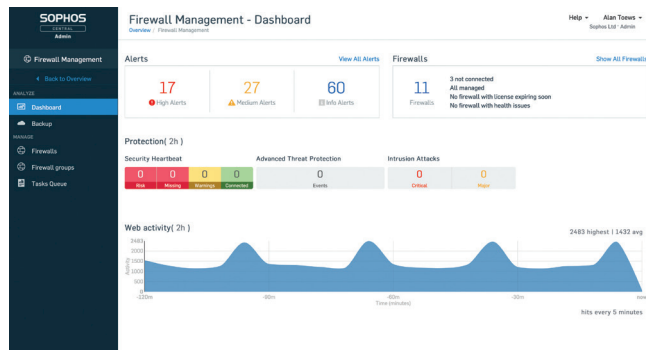 SOPHOS
CENTRAL
Admin
Firewall Management
Back to Overview
ANALYZE
Dashboard
Backup
MANAGE
Firewalls
Firewall groups
Tasks Queue
Firewall Management - Dashboard
Overview / Firewall Management
Help
Alan Toews
Sophos Ltd · Admin
Alerts
View All Alerts
17
High Alerts
27
Medium Alerts
60
Info Alerts
Firewalls
Show All Firewalls
11
Firewalls
3 not connected
All managed
No firewall with license expiring soon
No firewall with health issues
Protection( 2h )
Security Heartbeat
0
Risk
0
Missing
0
Warnings
0
Connected
Advanced Threat Protection
0
Events
Intrusion Attacks
0
Critical
0
Major
Web activity( 2h )
2483 highest | 1432 avg
Activity
2483
2000
1500
1000
500
0
-120m
-90m
-60m
-30m
now
Time (minutes)
hits every 5 minutes